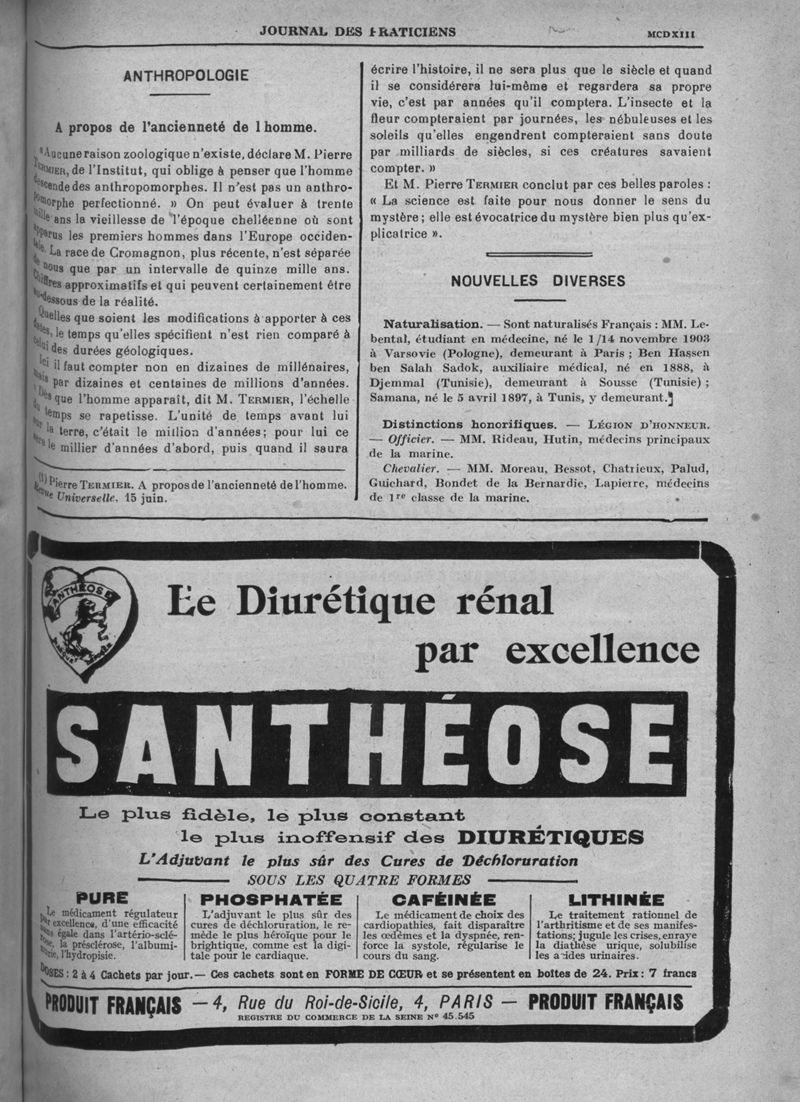 JOURNAL DES PRATICIENS
MCDXIII
ANTHROPOLOGIE
A propos de l'ancienneté de l homme.
« Aucune raison zoologique n'existe, déclare M. Pierre
TERMIER, de l'Institut, qui oblige à penser que l'homme
descende des anthropomorphes. Il n'est pas un anthro-
pomorphe perfectionné. » On peut évaluer à trente
mille ans la vieillesse de l'époque chelléenne où sont
apparus les premiers hommes dans l'Europe occiden-
tale. La race de Cromagnon, plus récente, n'est séparée
de nous que par un intervalle de quinze mille ans.
Chiffres approximatifs et qui peuvent certainement être
au-dessous de la réalité.
Quelles que soient les modifications à apporter à ces
dates, le temps qu'elles spécifient n'est rien comparé à
celui des durées géologiques.
Ici il faut compter non en dizaines de millénaires,
mais par dizaines et centaines de millions d'années.
Dès que l'homme apparaît, dit M. TERMIER, l'échelle
du temps se rapetisse. L'unité de temps avant lui
sur la terre, c'était le million d'années; pour lui ce
sera le millier d'années d'abord, puis quand il saura
(1) Pierre TERMIER. A propos de l'ancienneté de l'homme.
Revue Universelle. 15 juin.
écrire l'histoire, il ne sera plus que le siècle et quand
il se considérera lui-même et regardera sa propre
vie, c'est par années qu'il comptera. L'insecte et la
fleur compteraient par journées, les nébuleuses et les
soleils qu'elles engendrent compteraient sans doute
par milliards de siècles, si ces créatures savaient
compter. »
Et M. Pierre TERMIER conclut par ces belles paroles :
« La science est faite pour nous donner le sens du
mystère ; elle est évocatrice du mystère bien plus qu'ex-
plicatrice ».
NOUVELLES DIVERSES
Naturalisation. — Sont naturalisés Français : MM. Le-
bental, étudiant en médecine, né le 1/14 novembre 1903
à Varsovie (Pologne), demeurant à Paris ; Ben Hassen
ben Salah Sadok, auxiliaire médical, né en 1888, à
Djemmal (Tunisie), demeurant à Sousse (Tunisie) ;
Samana, né le 5 avril 1897, à Tunis, y demeurant.
Distinctions honorifiques. — LÉGION D'HONNEUR.
— Officier. — MM. Rideau, Hutin, médecins principaux
de la marine.
Chevalier. — MM. Moreau, Bessot, Chatrieux, Palud,
Guichard, Bondet de la Bernardie, Lapierre, médecins
de 1re classe de la marine.
SANTHÉOSE
Le Diurétique rénal
par excellence
SANTHÉOSE
Le plus fidèle, le plus constant
le plus inoffensif des DIURÉTIQUES
L'Adjuvant le plus sûr des Cures de Déchloruration
SOUS LES QUATRE FORMES
PURE
Le médicament régulateur
par excellence, d'une efficacité
sans égale dans l'artério-sclé-
rose, la présclérose, l'albumi-
nurie, l'hydropisie.
PHOSPHATÉE
L'adjuvant le plus sûr des
cures de déchloruration, le re-
mède le plus héroïque pour le
brightique, comme est la digi-
tale pour le cardiaque.
CAFÉINÉE
Le médicament de choix des
cardiopathies, fait disparaître
les œdèmes et la dyspnée, ren-
force la systole, régularise le
cours du sang.
LITHINÉE
Le traitement rationnel de
l'arthritisme et de ses manifes-
tations; jugule les crises, enraye
la diathèse urique, solubilise
les acides urinaires.
DOSES : 2 à 4 Cachets par jour. — Ces cachets sont en FORME DE CŒUR et se présentent en boîtes de 24. Prix : 7 francs
PRODUIT FRANÇAIS — 4, Rue du Roi-de-Sicile, 4, PARIS — PRODUIT FRANÇAIS
REGISTRE DU COMMERCE DE LA SEINE N° 45.545